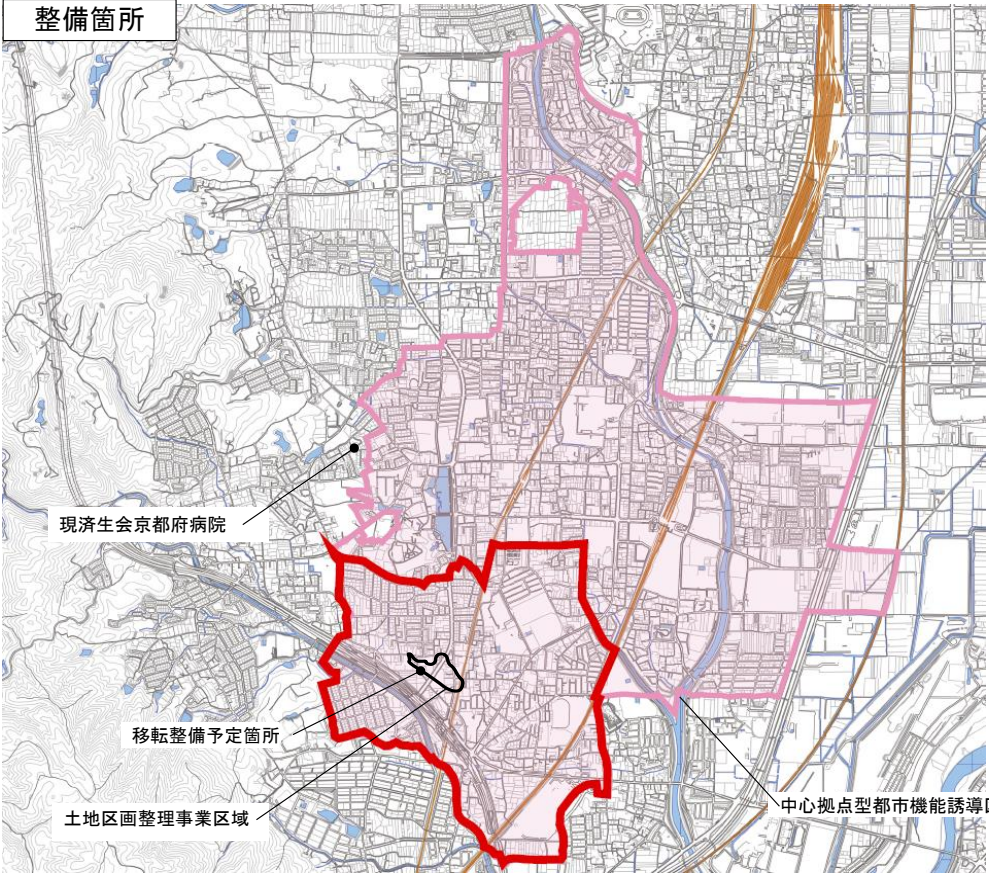 整備箇所
現済生会京都府病院
移転整備予定箇所
土地区画整理事業区域
中心拠点型都市機能誘導区